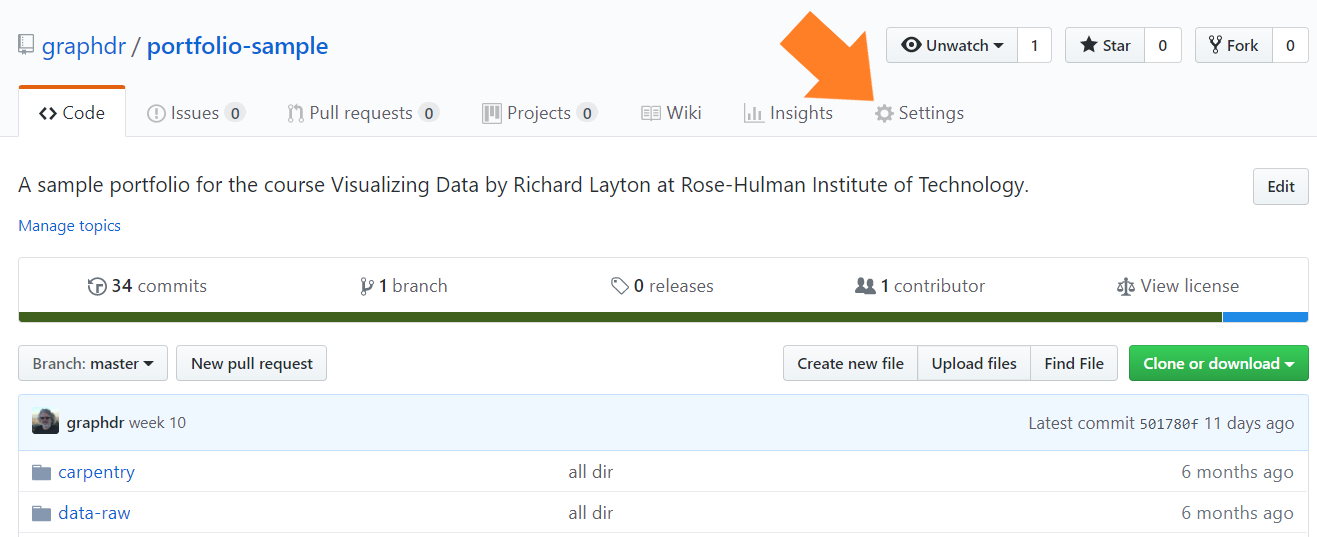 graphdr / portfolio-sample Unwatch 1 Star 0 Fork 0
Code Issues 0 Pull requests 0 Projects 0 Wiki Insights Settings
A sample portfolio for the course Visualizing Data by Richard Layton at Rose-Hulman Institute of Technology. Edit
Manage topics
34 commits 1 branch 0 releases 1 contributor View license
Branch: master New pull request Create new file Upload files Find File Clone or download
graphdr week 10 Latest commit 501780f 11 days ago
carpentry all dir 6 months ago
data-raw all dir 6 months ago